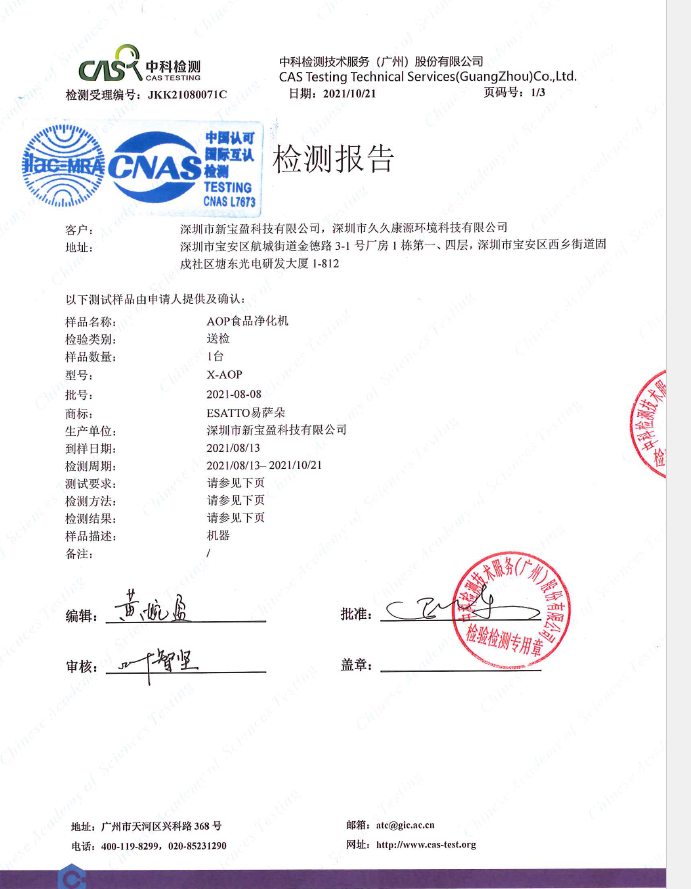 CAS 中科检测
CAS TESTING
中科检测技术服务（广州）股份有限公司
CAS Testing Technical Services(GuangZhou)Co.,Ltd.
检测受理编号：JKK21080071C 日期：2021/10/21 页码号：1/3
ilac-MRA
CNAS
中国认可
国际互认
检测
TESTING
CNAS L7673
检测报告
客户： 深圳市新宝盈科技有限公司，深圳市久久康源环境科技有限公司
地址： 深圳市宝安区航城街道金德路 3-1 号厂房 1 栋第一、四层，深圳市宝安区西乡街道固
戍社区塘东光电研发大厦 1-812
以下测试样品由申请人提供及确认：
样品名称： AOP食品净化机
检验类别： 送检
样品数量： 1台
型号： X-AOP
批号： 2021-08-08
商标： ESATTO易萨朵
生产单位： 深圳市新宝盈科技有限公司
到样日期： 2021/08/13
检测周期： 2021/08/13– 2021/10/21
测试要求： 请参见下页
检测方法： 请参见下页
检测结果： 请参见下页
样品描述： 机器
备注： /
编辑： 批准：
审核： 盖章：
中科检测技术服务(广州)股份有限公司
检验检测专用章
地址：广州市天河区兴科路 368 号 邮箱：atc@gic.ac.cn
电话：400-119-8299，020-85231290 网址：http://www.cas-test.org